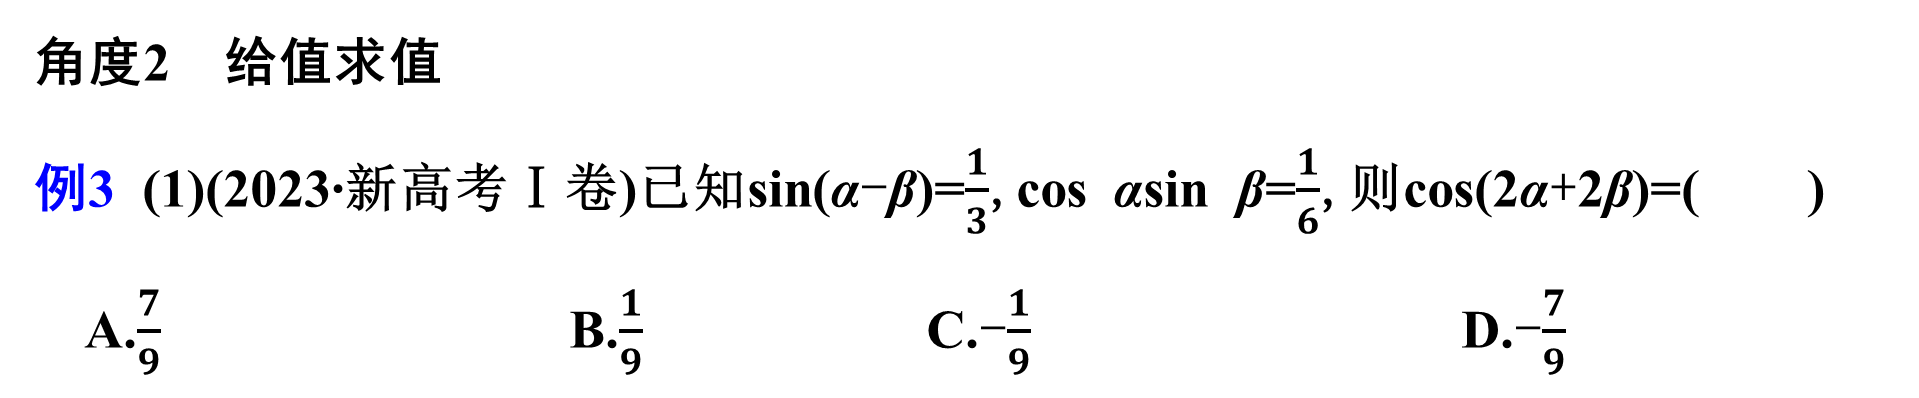 角度2 给值求值
例3 (1)(2023·新高考Ⅰ卷)已知sin(α−β)=1/3, cos αsin β=1/6, 则cos(2α+2β)=( )
A.7/9 B.1/9 C.−1/9 D.−7/9